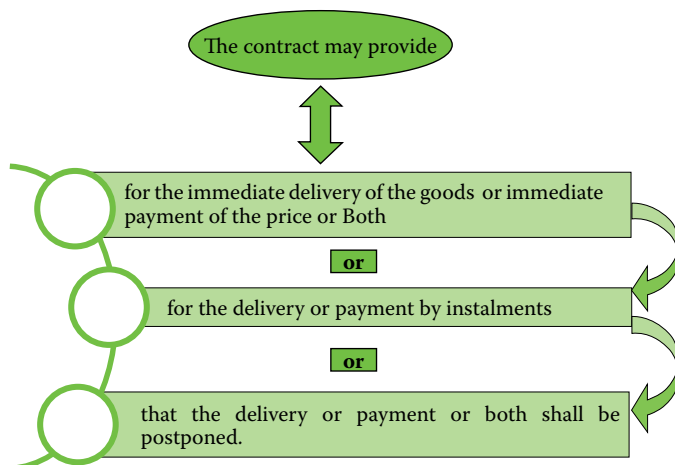 The contract may provide
for the immediate delivery of the goods or immediate
payment of the price or Both
or
for the delivery or payment by instalments
or
that the delivery or payment or both shall be
postponed.